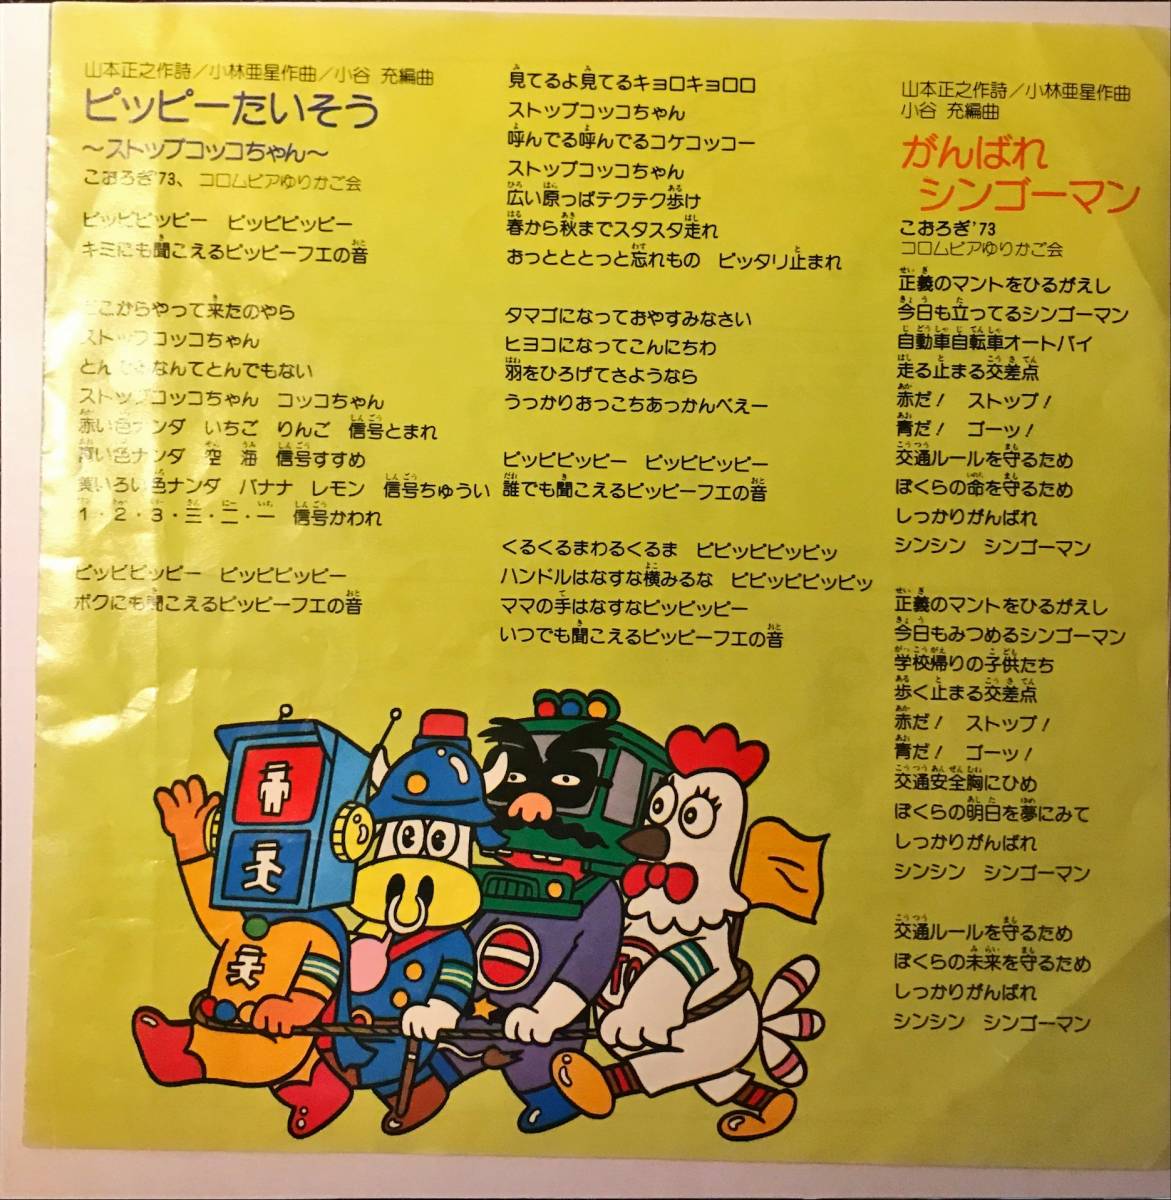 山本正之作詩／小林亜星作曲／小谷 充編曲
ピッピーたいそう
～ストップコッコちゃん～
こおろぎ'73、コロムビアゆりかご会
ピッピピッピー　ピッピピッピー
キミにも聞こえるピッピーフエの音
どこからやって来たのやら
ストップコッコちゃん
とん なんてとんでもない
ストップコッコちゃん　コッコちゃん
赤い色ナンダ　いちご　りんご　信号とまれ
青い色ナンダ　空　海　信号すすめ
黄いろい色ナンダ　バナナ　レモン　信号ちゅうい
1・2・3・三・二・一　信号かわれ
ピッピピッピー　ピッピピッピー
ボクにも聞こえるピッピーフエの音
見てるよ見てるキョロキョロロ
ストップコッコちゃん
呼んでる呼んでるコケコッコー
ストップコッコちゃん
広い原っぱテクテク歩け
春から秋までスタスタ走れ
おっとととっと忘れもの　ピッタリ止まれ
タマゴになっておやすみなさい
ヒヨコになってこんにちわ
羽をひろげてさようなら
うっかりおっこちあっかんべえー
ピッピピッピー　ピッピピッピー
誰でも聞こえるピッピーフエの音
くるくるまわるくるま　ピピッピピッピッ
ハンドルはなすな横みるな　ピピッピピッピッ
ママの手はなすなピッピッピー
いつでも聞こえるピッピーフエの音
山本正之作詩／小林亜星作曲
小谷 充編曲
がんばれ
シンゴーマン
こおろぎ'73
コロムビアゆりかご会
正義のマントをひるがえし
今日も立ってるシンゴーマン
自動車自転車オートバイ
走る止まる交差点
赤だ！　ストップ！
青だ！　ゴーッ！
交通ルールを守るため
ぼくらの命を守るため
しっかりがんばれ
シンシン　シンゴーマン
正義のマントをひるがえし
今日もみつめるシンゴーマン
学校帰りの子供たち
歩く止まる交差点
赤だ！　ストップ！
青だ！　ゴーッ！
交通安全胸にひめ
ぼくらの明日を夢にみて
しっかりがんばれ
シンシン　シンゴーマン
交通ルールを守るため
ぼくらの未来を守るため
しっかりがんばれ
シンシン　シンゴーマン